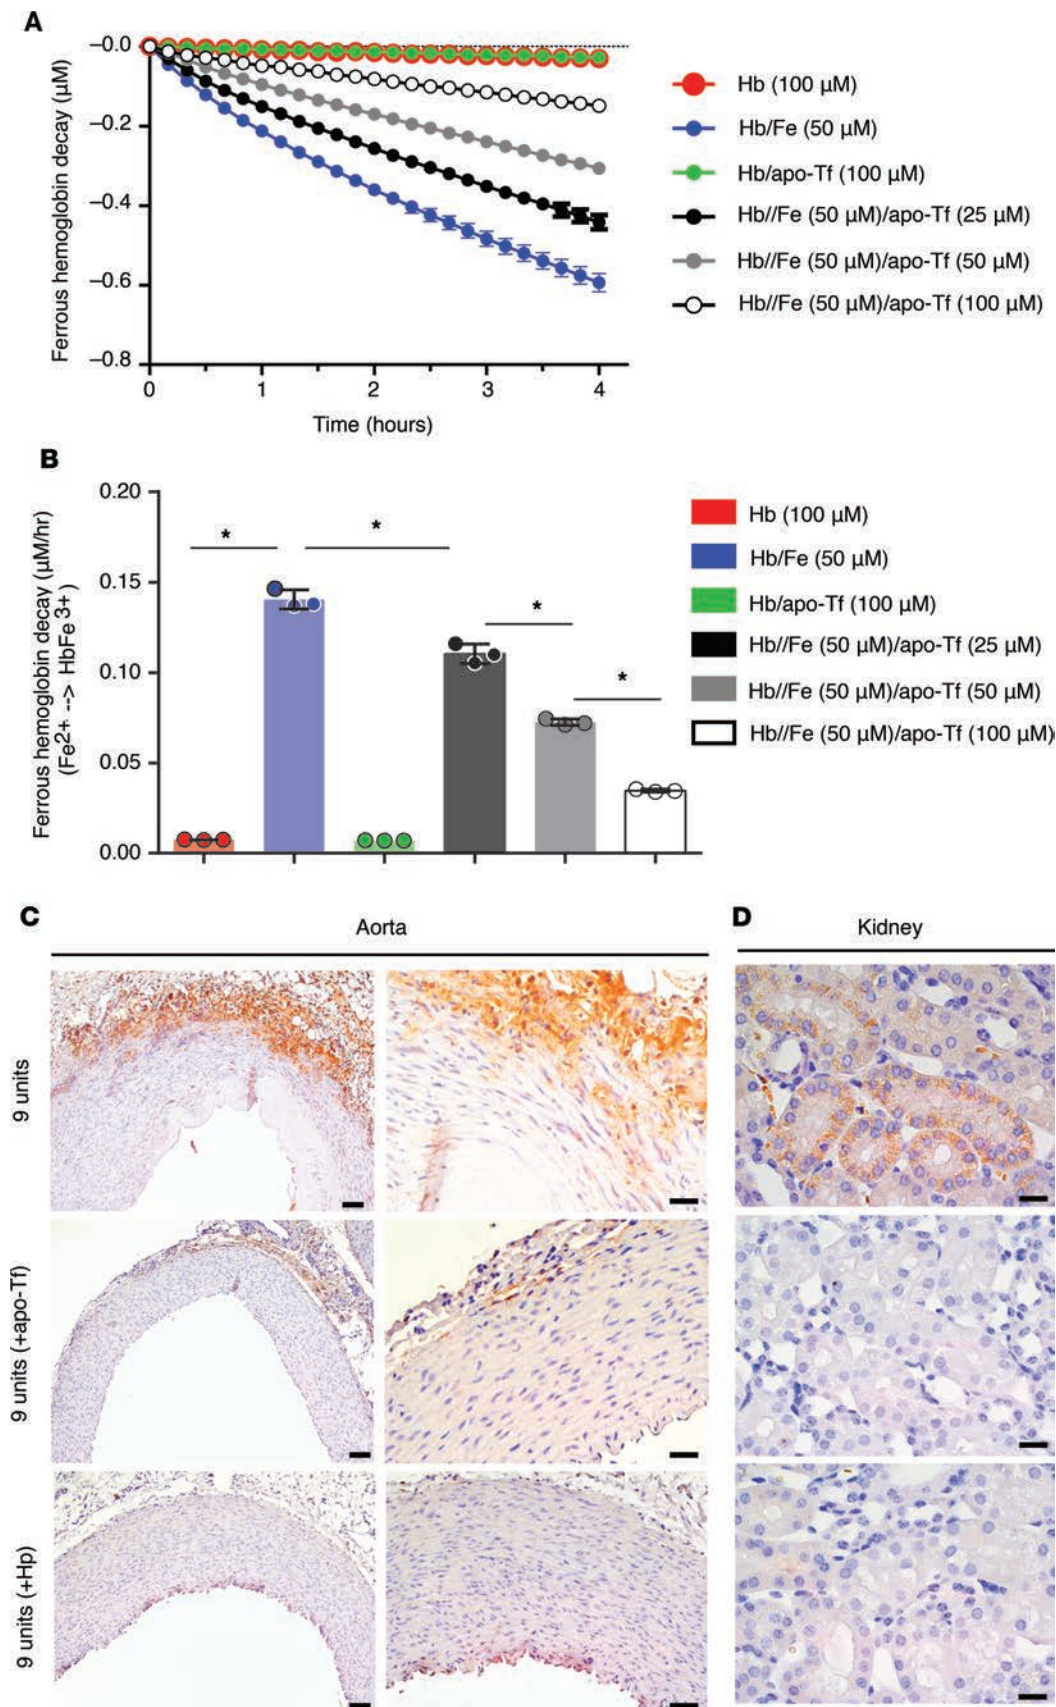 A
Ferrous hemoglobin decay (µM)
–0.0
–0.2
–0.4
–0.6
–0.8
0
1
2
3
4
Time (hours)
Hb (100 µM)
Hb/Fe (50 µM)
Hb/apo-Tf (100 µM)
Hb//Fe (50 µM)/apo-Tf (25 µM)
Hb//Fe (50 µM)/apo-Tf (50 µM)
Hb//Fe (50 µM)/apo-Tf (100 µM)
B
Ferrous hemoglobin decay (µM/hr)
(Fe2+ --> HbFe3+)
0.20
0.15
0.10
0.05
0.00
*
*
*
*
Hb (100 µM)
Hb/Fe (50 µM)
Hb/apo-Tf (100 µM)
Hb//Fe (50 µM)/apo-Tf (25 µM)
Hb//Fe (50 µM)/apo-Tf (50 µM)
Hb//Fe (50 µM)/apo-Tf (100 µM)
C
Aorta
D
Kidney
9 units
9 units (+apo-Tf)
9 units (+Hp)